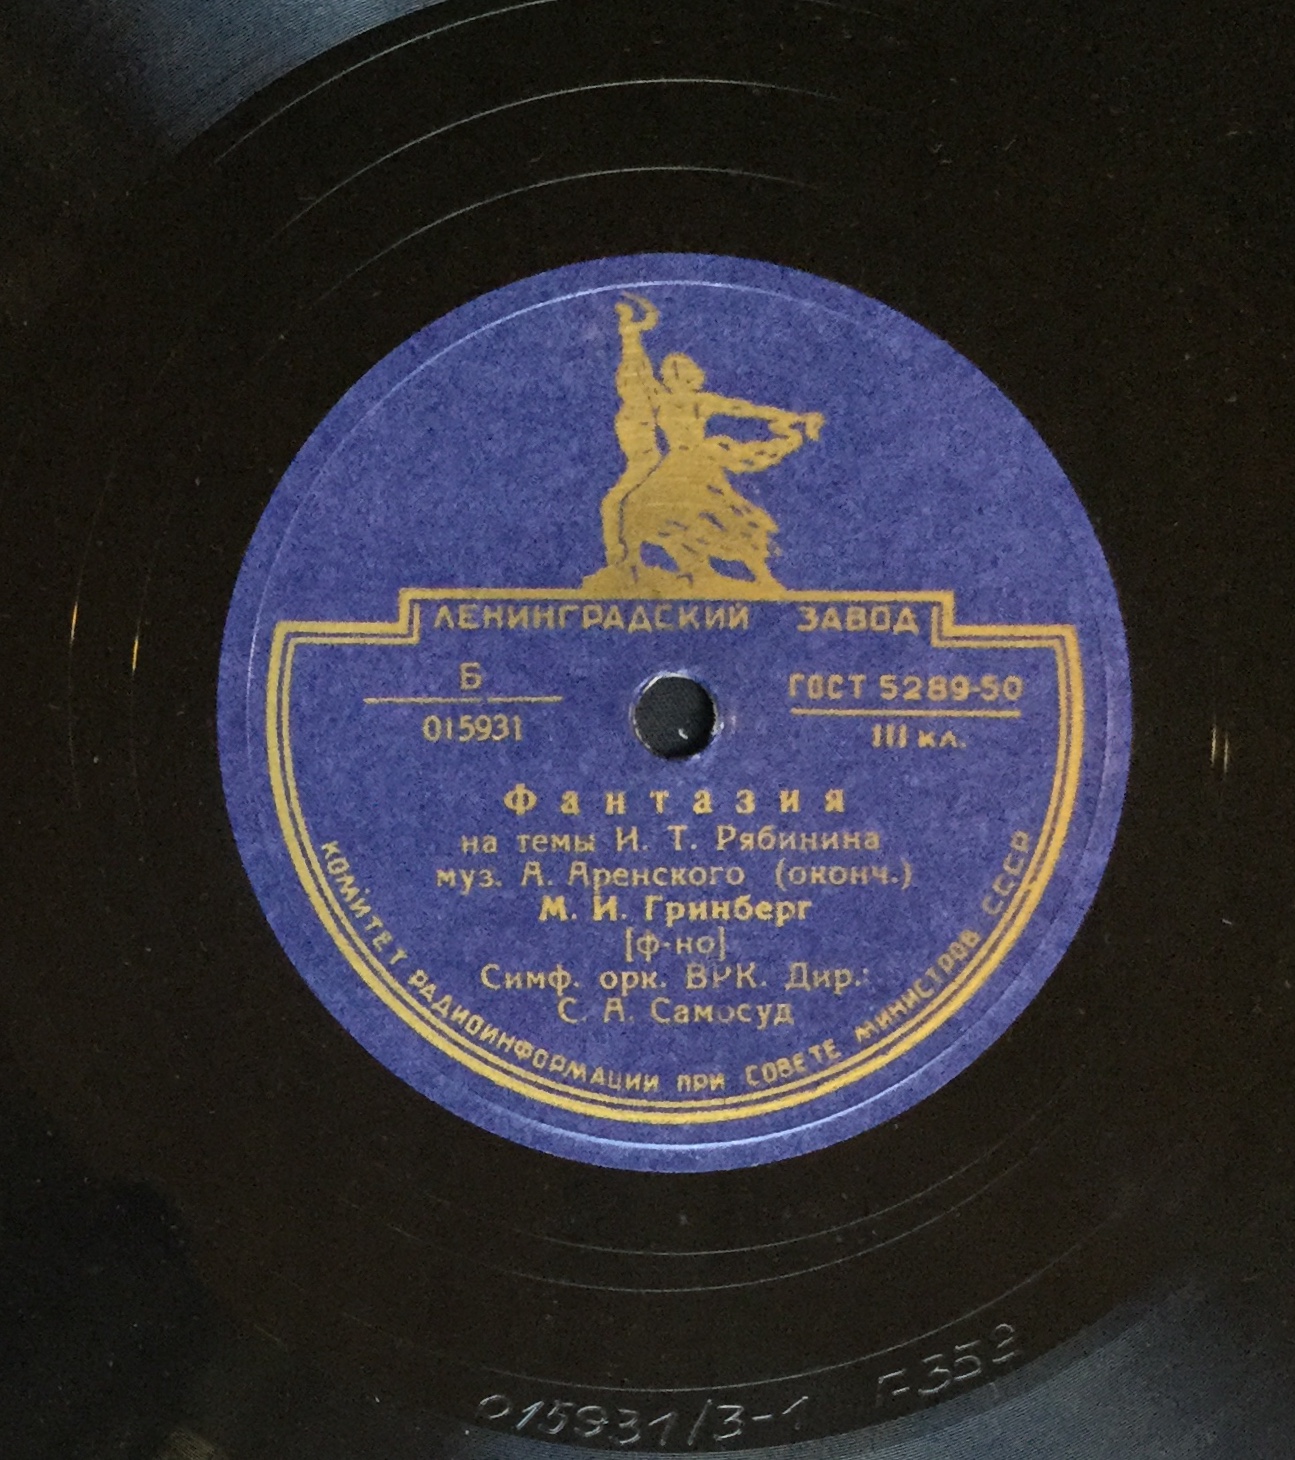 ЛЕНИНГРАДСКИЙ ЗАВОД
Б
015931
ГОСТ 5289-50
III кл.
Фантазия
на темы И. Т. Рябинина
муз. А. Аренского (оконч.)
М. И. Гринберг
[ф-но]
Симф. орк. ВРК. Дир.:
С. А. Самосуд
КОМИТЕТ РАДИОИНФОРМАЦИИ ПРИ СОВЕТЕ МИНИСТРОВ СССР
015931/3-1 F352